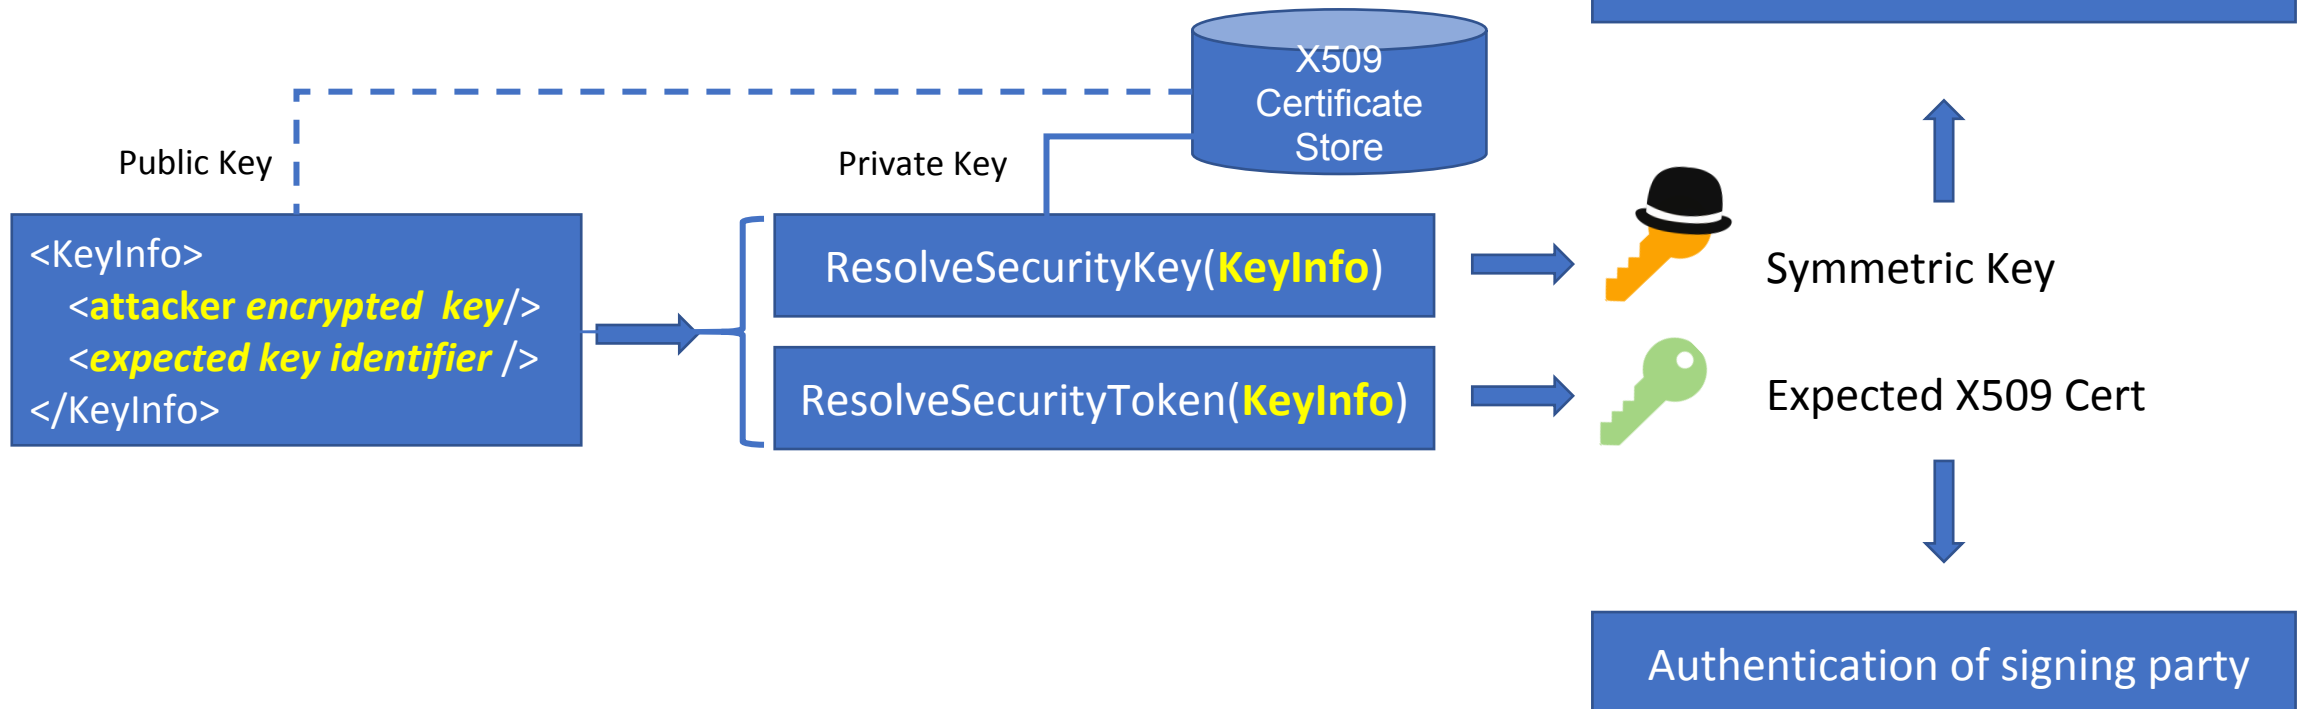 X509
Certificate
Store
Public Key
Private Key
<KeyInfo>
<attacker encrypted key/>
<expected key identifier />
</KeyInfo>
ResolveSecurityKey(KeyInfo)
Symmetric Key
ResolveSecurityToken(KeyInfo)
Expected X509 Cert
Authentication of signing party